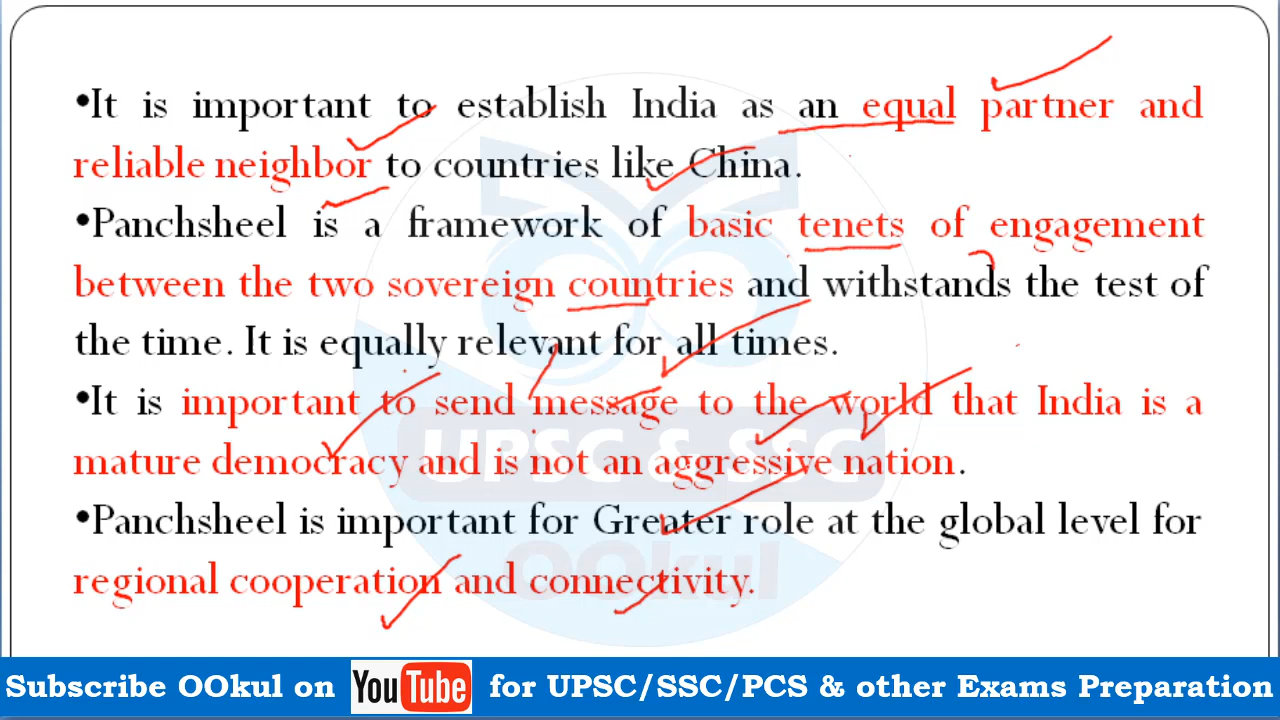 •It is important to establish India as an equal partner and
reliable neighbor to countries like China.
•Panchsheel is a framework of basic tenets of engagement
between the two sovereign countries and withstands the test of
the time. It is equally relevant for all times.
•It is important to send message to the world that India is a
mature democracy and is not an aggressive nation.
•Panchsheel is important for Greater role at the global level for
regional cooperation and connectivity.
UPSC & SSC
OOkul
Subscribe OOkul on YouTube for UPSC/SSC/PCS & other Exams Preparation